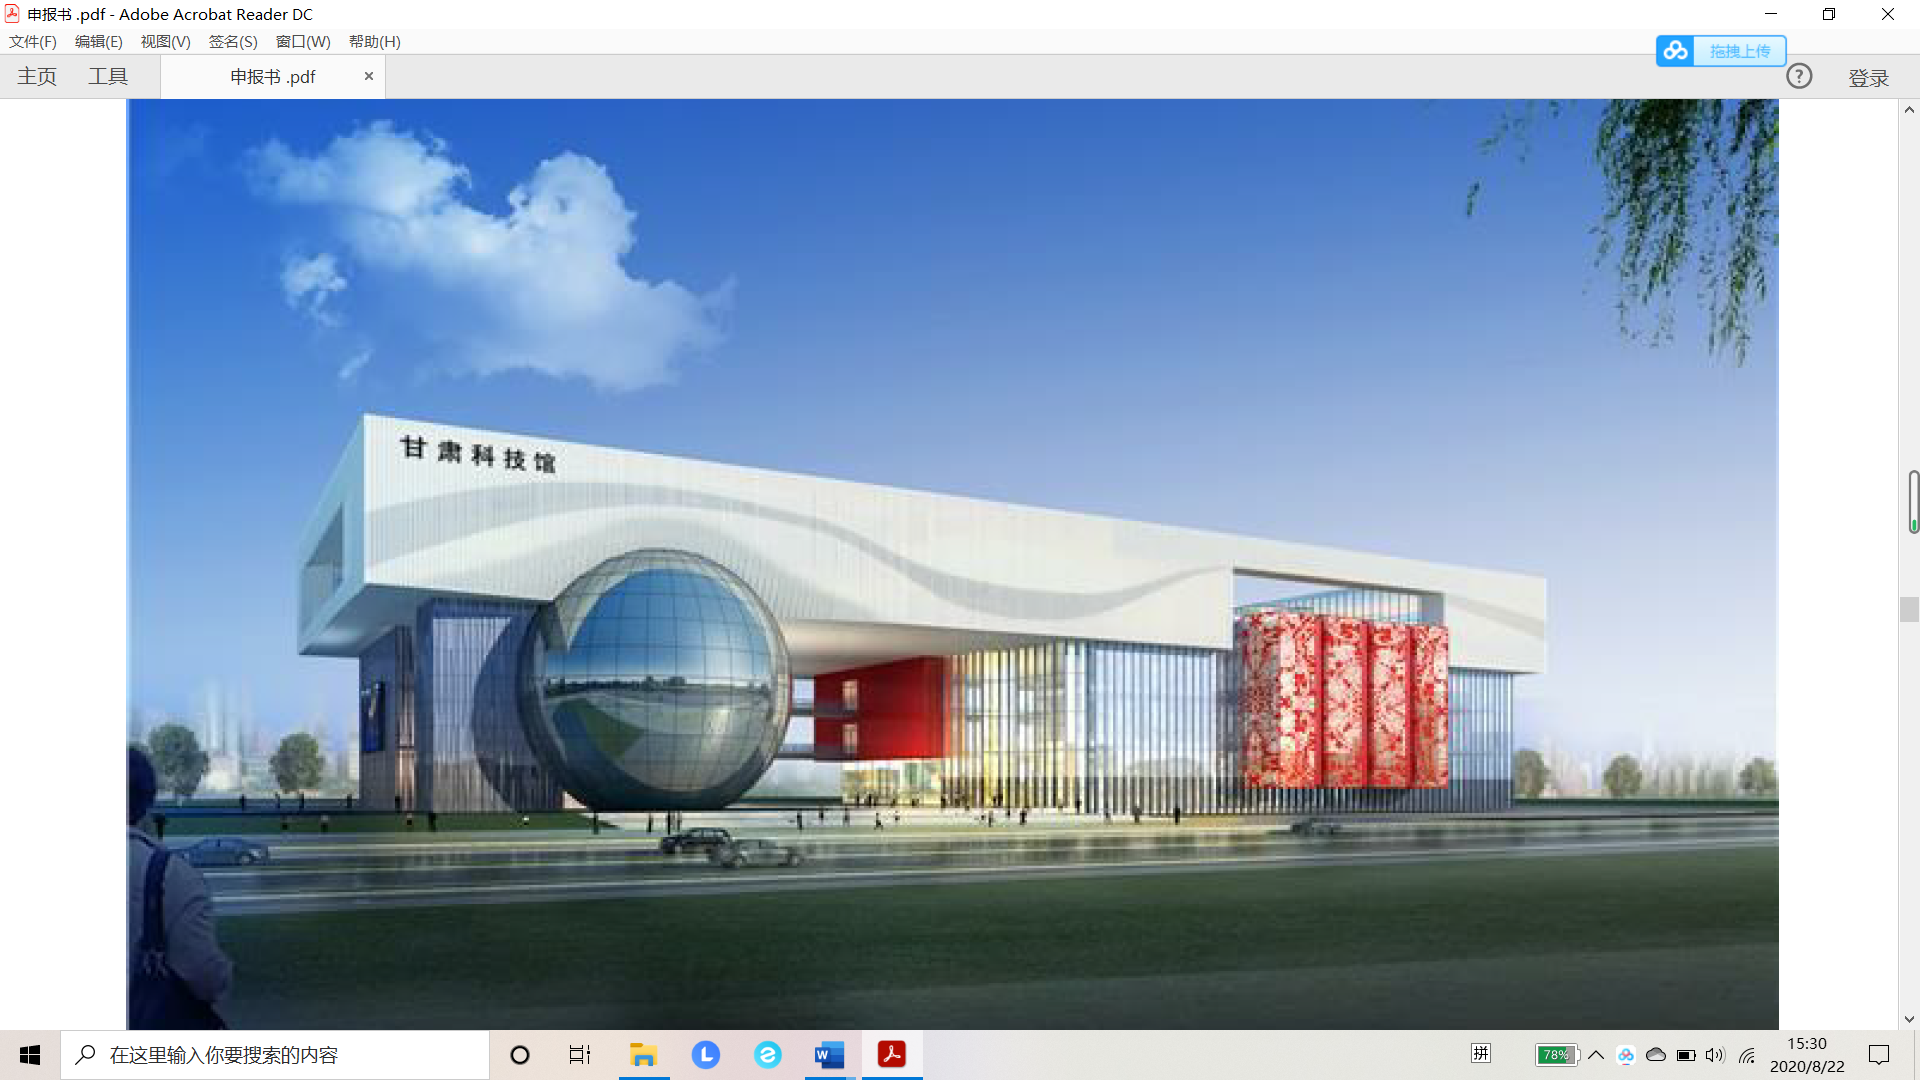 申报书 .pdf - Adobe Acrobat Reader DC
文件(F) 编辑(E) 视图(V) 签名(S) 窗口(W) 帮助(H)
拖拽上传
主页 工具 申报书 .pdf × ? 登录
甘肃科技馆
在这里输入你要搜索的内容
L
W
拼
78%
15:30
2020/8/22